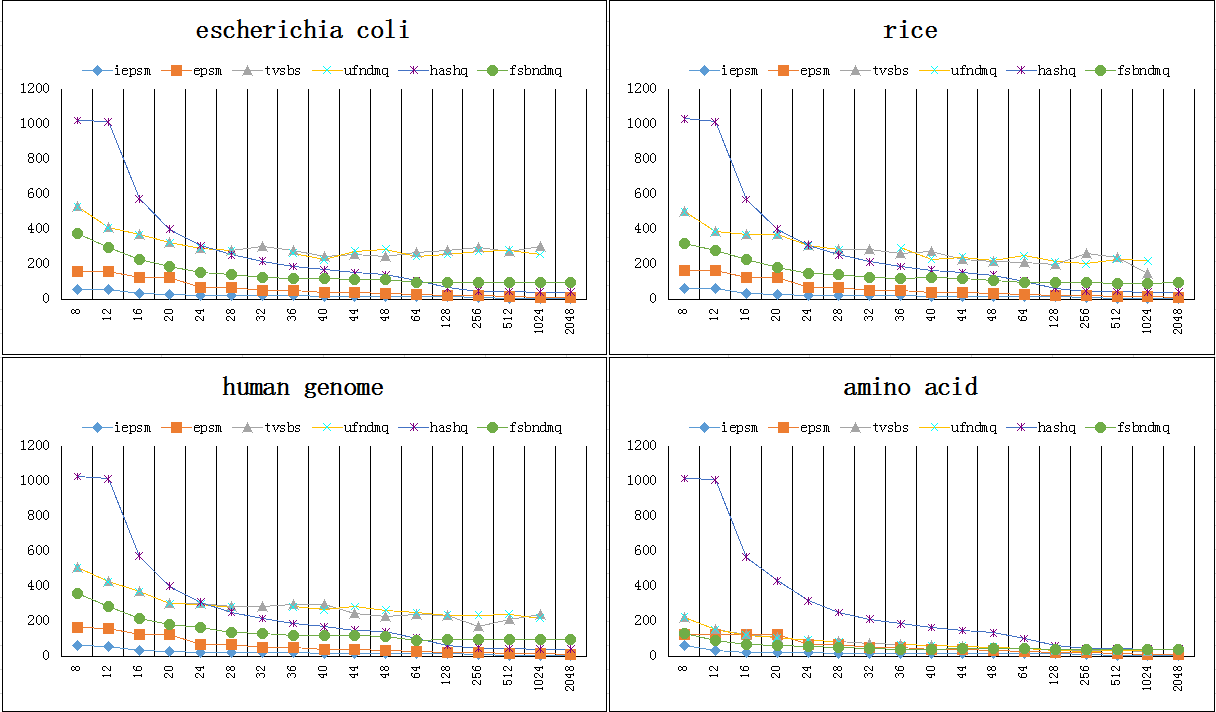 escherichia coli
iepsm epsm tvsbs ufndmq hashq fsbndmq
1200
1000
800
600
400
200
0
8 12 16 20 24 28 32 36 40 44 48 64 128 256 512 1024 2048
rice
iepsm epsm tvsbs ufndmq hashq fsbndmq
1200
1000
800
600
400
200
0
8 12 16 20 24 28 32 36 40 44 48 64 128 256 512 1024 2048
human genome
iepsm epsm tvsbs ufndmq hashq fsbndmq
1200
1000
800
600
400
200
0
8 12 16 20 24 28 32 36 40 44 48 64 128 256 512 1024 2048
amino acid
iepsm epsm tvsbs ufndmq hashq fsbndmq
1200
1000
800
600
400
200
0
8 12 16 20 24 28 32 36 40 44 48 64 128 256 512 1024 2048